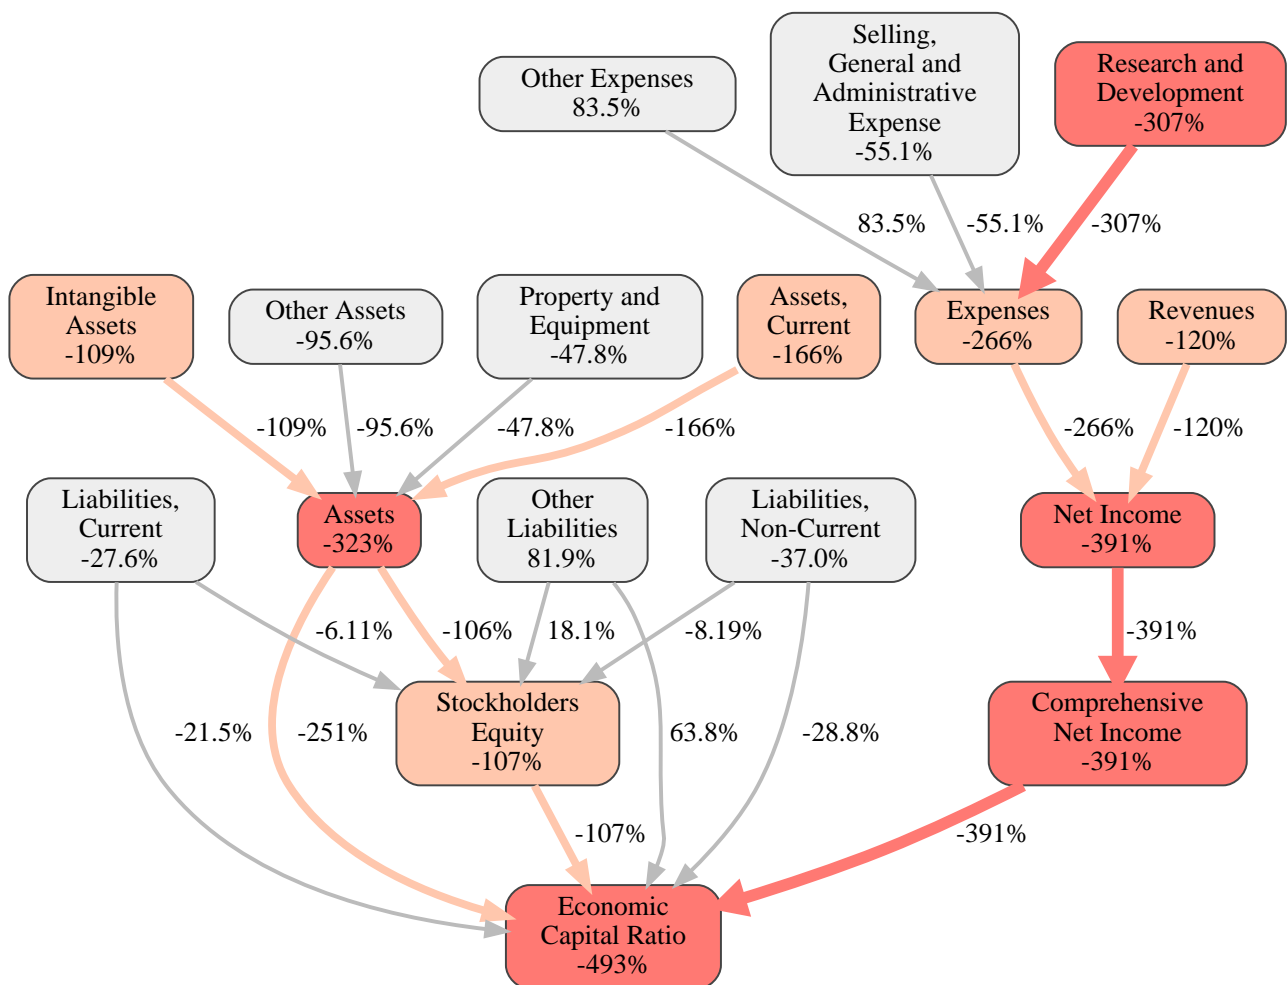 Other Expenses
83.5%
Selling,
General and
Administrative
Expense
-55.1%
Research and
Development
-307%
83.5%
-55.1%
-307%
Intangible
Assets
-109%
Other Assets
-95.6%
Property and
Equipment
-47.8%
Assets,
Current
-166%
Expenses
-266%
Revenues
-120%
-109%
-95.6%
-47.8%
-166%
-266%
-120%
Liabilities,
Current
-27.6%
Assets
-323%
Other
Liabilities
81.9%
Liabilities,
Non-Current
-37.0%
Net Income
-391%
-6.11%
-106%
18.1%
-8.19%
-391%
Stockholders
Equity
-107%
Comprehensive
Net Income
-391%
-21.5%
-251%
63.8%
-28.8%
-107%
-391%
Economic
Capital Ratio
-493%